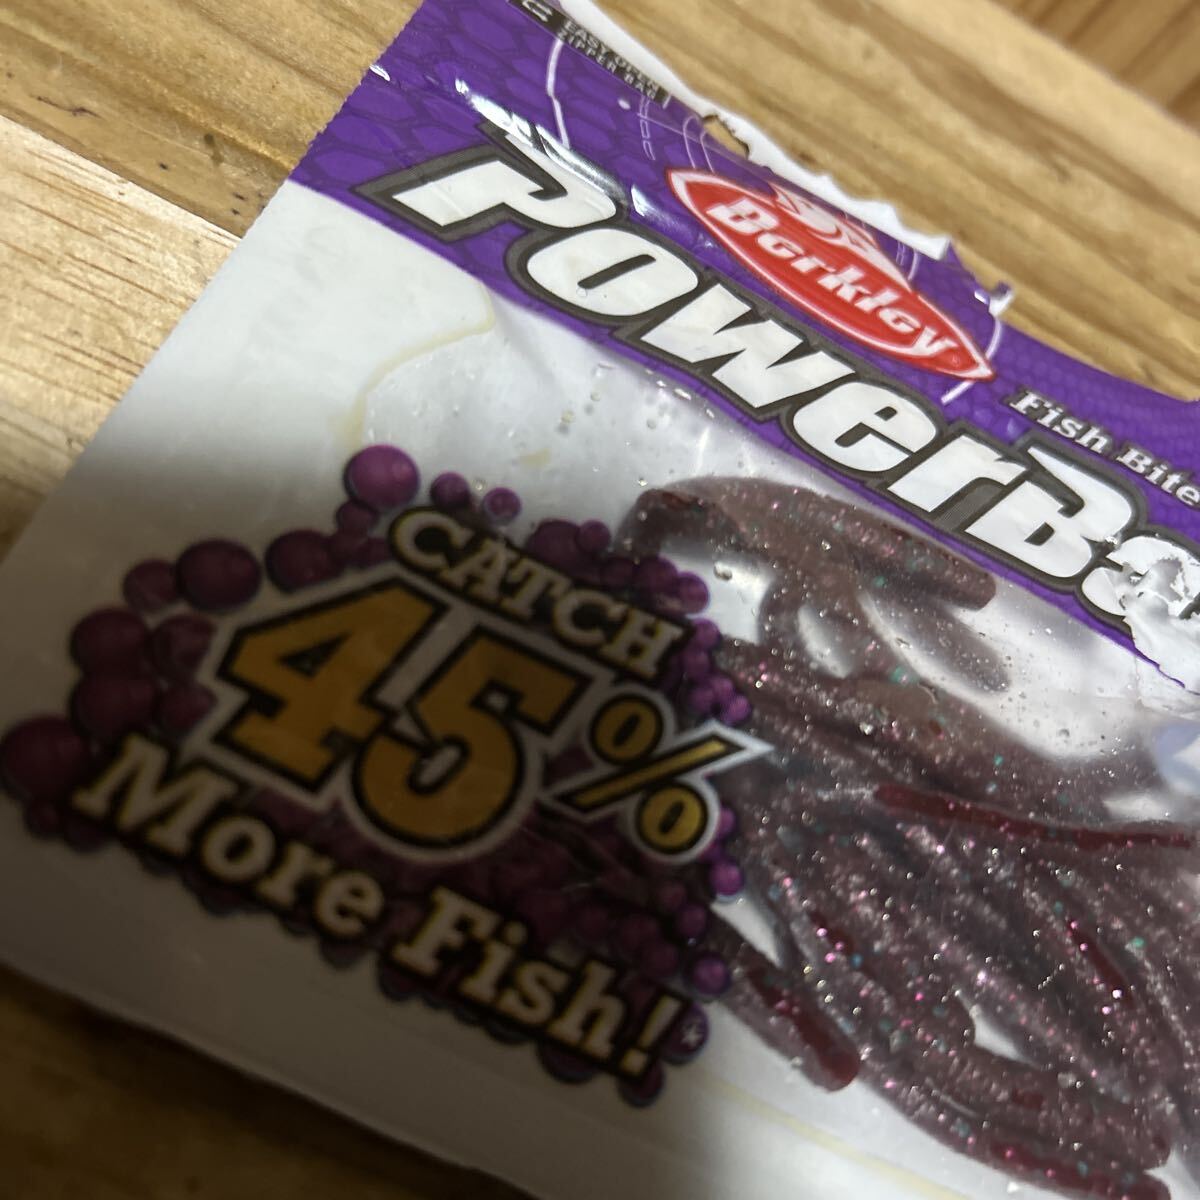 EASY OPEN
ZIPPER BAG
Berkley
PowerBa
Fish Bite
CATCH
45%
More Fish!*